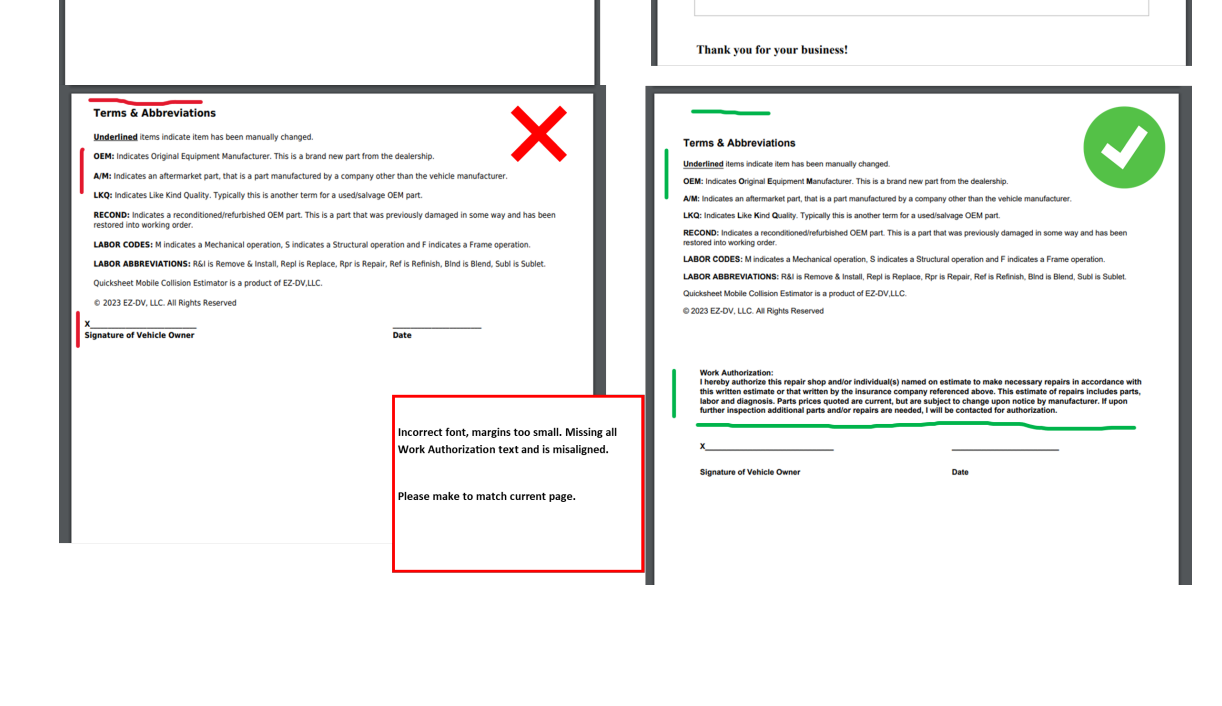 Thank you for your business!
Terms & Abbreviations
Underlined items indicate item has been manually changed.
OEM: Indicates Original Equipment Manufacturer. This is a brand new part from the dealership.
A/M: Indicates an aftermarket part, that is a part manufactured by a company other than the vehicle manufacturer.
LKQ: Indicates Like Kind Quality. Typically this is another term for a used/salvage OEM part.
RECOND: Indicates a reconditioned/refurbished OEM part. This is a part that was previously damaged in some way and has been
restored into working order.
LABOR CODES: M indicates a Mechanical operation, S indicates a Structural operation and F indicates a Frame operation.
LABOR ABBREVIATIONS: R&I is Remove & Install, Repl is Replace, Rpr is Repair, Ref is Refinish, Blnd is Blend, Subl is Sublet.
Quicksheet Mobile Collision Estimator is a product of EZ-DV,LLC.
© 2023 EZ-DV, LLC. All Rights Reserved
X__________________________ ______________________
Signature of Vehicle Owner Date
Incorrect font, margins too small. Missing all
Work Authorization text and is misaligned.
Please make to match current page.
Terms & Abbreviations
Underlined items indicate item has been manually changed.
OEM: Indicates Original Equipment Manufacturer. This is a brand new part from the dealership.
A/M: Indicates an aftermarket part, that is a part manufactured by a company other than the vehicle manufacturer.
LKQ: Indicates Like Kind Quality. Typically this is another term for a used/salvage OEM part.
RECOND: Indicates a reconditioned/refurbished OEM part. This is a part that was previously damaged in some way and has been
restored into working order.
LABOR CODES: M indicates a Mechanical operation, S indicates a Structural operation and F indicates a Frame operation.
LABOR ABBREVIATIONS: R&I is Remove & Install, Repl is Replace, Rpr is Repair, Ref is Refinish, Blnd is Blend, Subl is Sublet.
Quicksheet Mobile Collision Estimator is a product of EZ-DV,LLC.
© 2023 EZ-DV, LLC. All Rights Reserved
Work Authorization:
I hereby authorize this repair shop and/or individual(s) named on estimate to make necessary repairs in accordance with
this written estimate or that written by the insurance company referenced above. This estimate of repairs includes parts,
labor and diagnosis. Parts prices quoted are current, but are subject to change upon notice by manufacturer. If upon
further inspection additional parts and/or repairs are needed, I will be contacted for authorization.
X__________________________ ______________________
Signature of Vehicle Owner Date